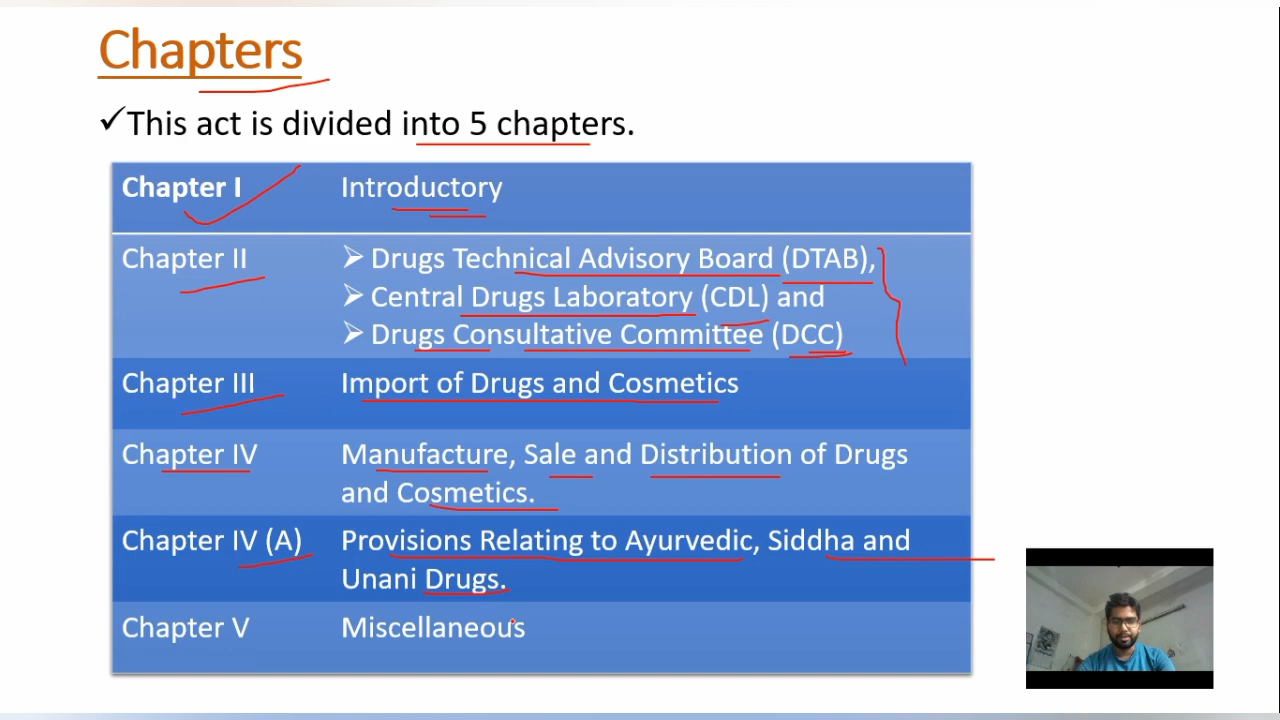 Chapters
✓This act is divided into 5 chapters.
Chapter I Introductory
Chapter II ➢ Drugs Technical Advisory Board (DTAB),
➢ Central Drugs Laboratory (CDL) and
➢ Drugs Consultative Committee (DCC)
Chapter III Import of Drugs and Cosmetics
Chapter IV Manufacture, Sale and Distribution of Drugs
and Cosmetics.
Chapter IV (A) Provisions Relating to Ayurvedic, Siddha and
Unani Drugs.
Chapter V Miscellaneous